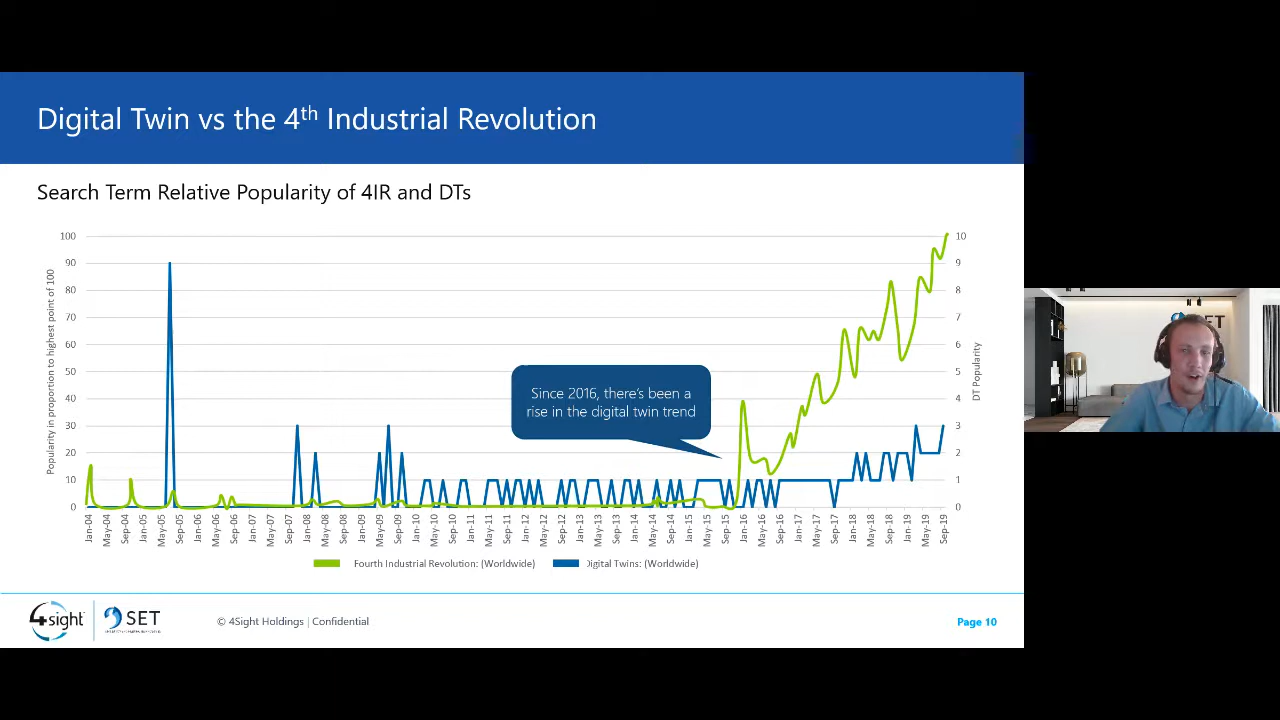 Digital Twin vs the 4th Industrial Revolution
Search Term Relative Popularity of 4IR and DTs
Popularity in proportion to highest point of 100
100
90
80
70
60
50
40
30
20
10
0
Since 2016, there's been a
rise in the digital twin trend
10
9
8
7
6
5
4
3
2
1
0
DT Popularity
Jan-04
May-04
Sep-04
Jan-05
May-05
Sep-05
Jan-06
May-06
Sep-06
Jan-07
May-07
Sep-07
Jan-08
May-08
Sep-08
Jan-09
May-09
Sep-09
Jan-10
May-10
Sep-10
Jan-11
May-11
Sep-11
Jan-12
May-12
Sep-12
Jan-13
May-13
Sep-13
Jan-14
May-14
Sep-14
Jan-15
May-15
Sep-15
Jan-16
May-16
Sep-16
Jan-17
May-17
Sep-17
Jan-18
May-18
Sep-18
Jan-19
May-19
Sep-19
Fourth Industrial Revolution: (Worldwide)
Digital Twins: (Worldwide)
4sight
SET
© 4Sight Holdings | Confidential
Page 10
SET